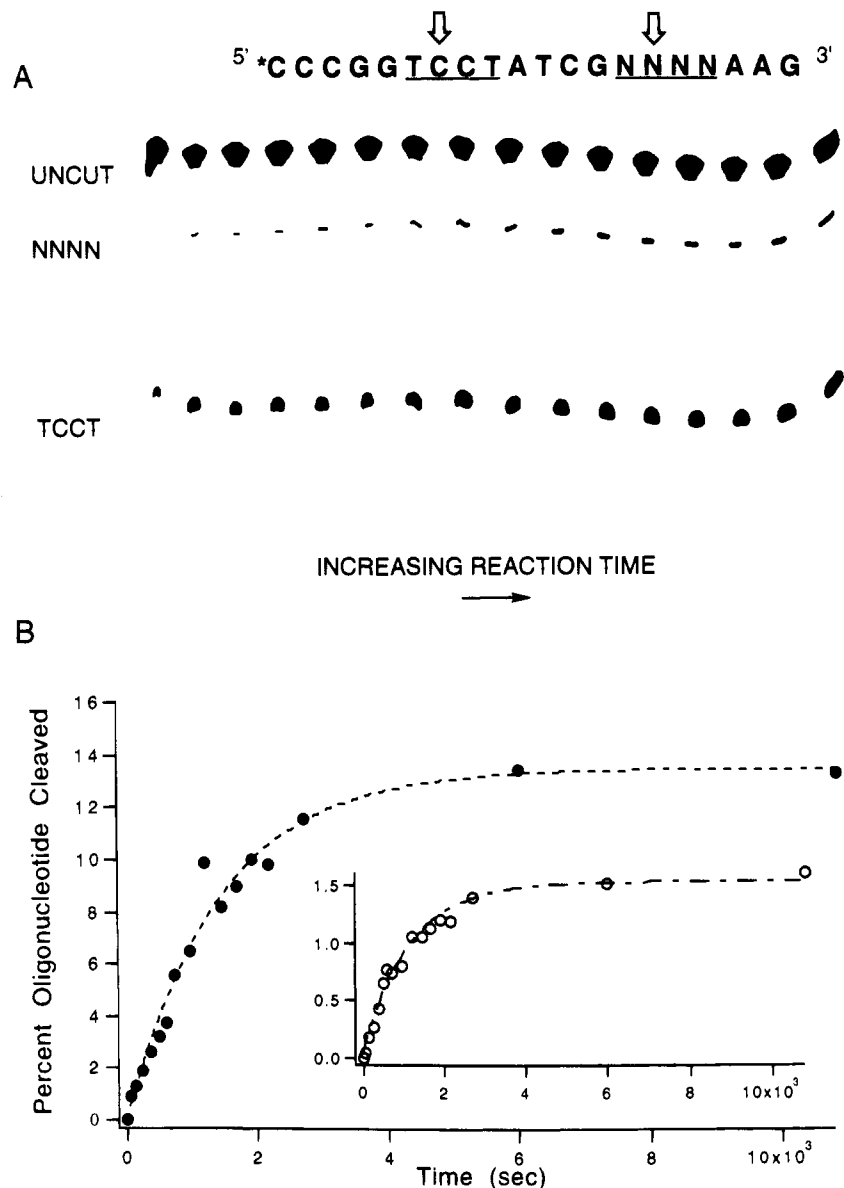 A
5' *CCCGGTCCTATCGNNNNAAG 3'
UNCUT
NNNN
TCCT
INCREASING REACTION TIME
B
Percent Oligonucleotide Cleaved
16
14
12
10
8
6
4
2
0
1.5
1.0
0.5
0.0
0 2 4 6 8 10x10³
0 2 4 6 8 10x10³
Time (sec)